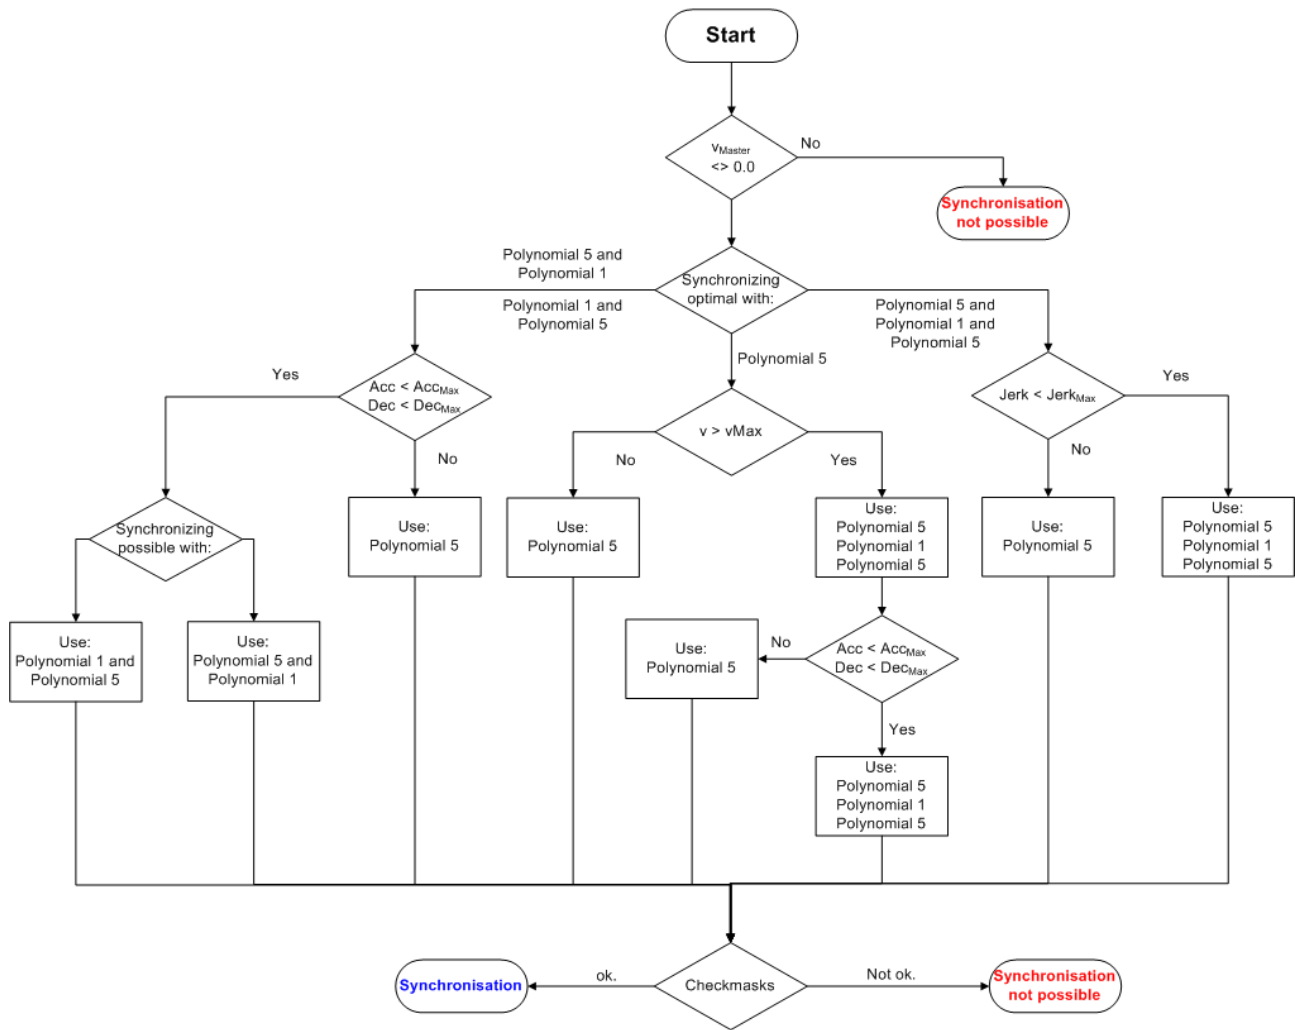 Start
vMaster
<> 0.0
No
Synchronisation
not possible
Polynomial 5 and
Polynomial 1
Polynomial 1 and
Polynomial 5
Synchronizing
optimal with:
Polynomial 5 and
Polynomial 1 and
Polynomial 5
Polynomial 5
Yes
Acc < AccMax
Dec < DecMax
No
v > vMax
No
Yes
Jerk < JerkMax
Yes
No
Synchronizing
possible with:
Use:
Polynomial 5
Use:
Polynomial 5
Use:
Polynomial 5
Polynomial 1
Polynomial 5
Use:
Polynomial 5
Use:
Polynomial 5
Polynomial 1
Polynomial 5
Use:
Polynomial 1 and
Polynomial 5
Use:
Polynomial 5 and
Polynomial 1
Use:
Polynomial 5
No
Acc < AccMax
Dec < DecMax
Yes
Use:
Polynomial 5
Polynomial 1
Polynomial 5
Synchronisation
ok.
Checkmasks
Not ok.
Synchronisation
not possible